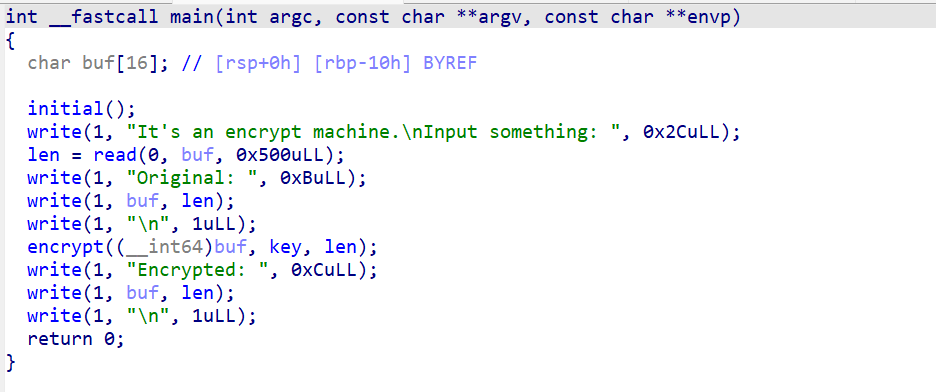 int __fastcall main(int argc, const char **argv, const char **envp)
{
  char buf[16]; // [rsp+0h] [rbp-10h] BYREF

  initial();
  write(1, "It's an encrypt machine.\nInput something: ", 0x2CuLL);
  len = read(0, buf, 0x500uLL);
  write(1, "Original: ", 0xBuLL);
  write(1, buf, len);
  write(1, "\n", 1uLL);
  encrypt((__int64)buf, key, len);
  write(1, "Encrypted: ", 0xCuLL);
  write(1, buf, len);
  write(1, "\n", 1uLL);
  return 0;
}